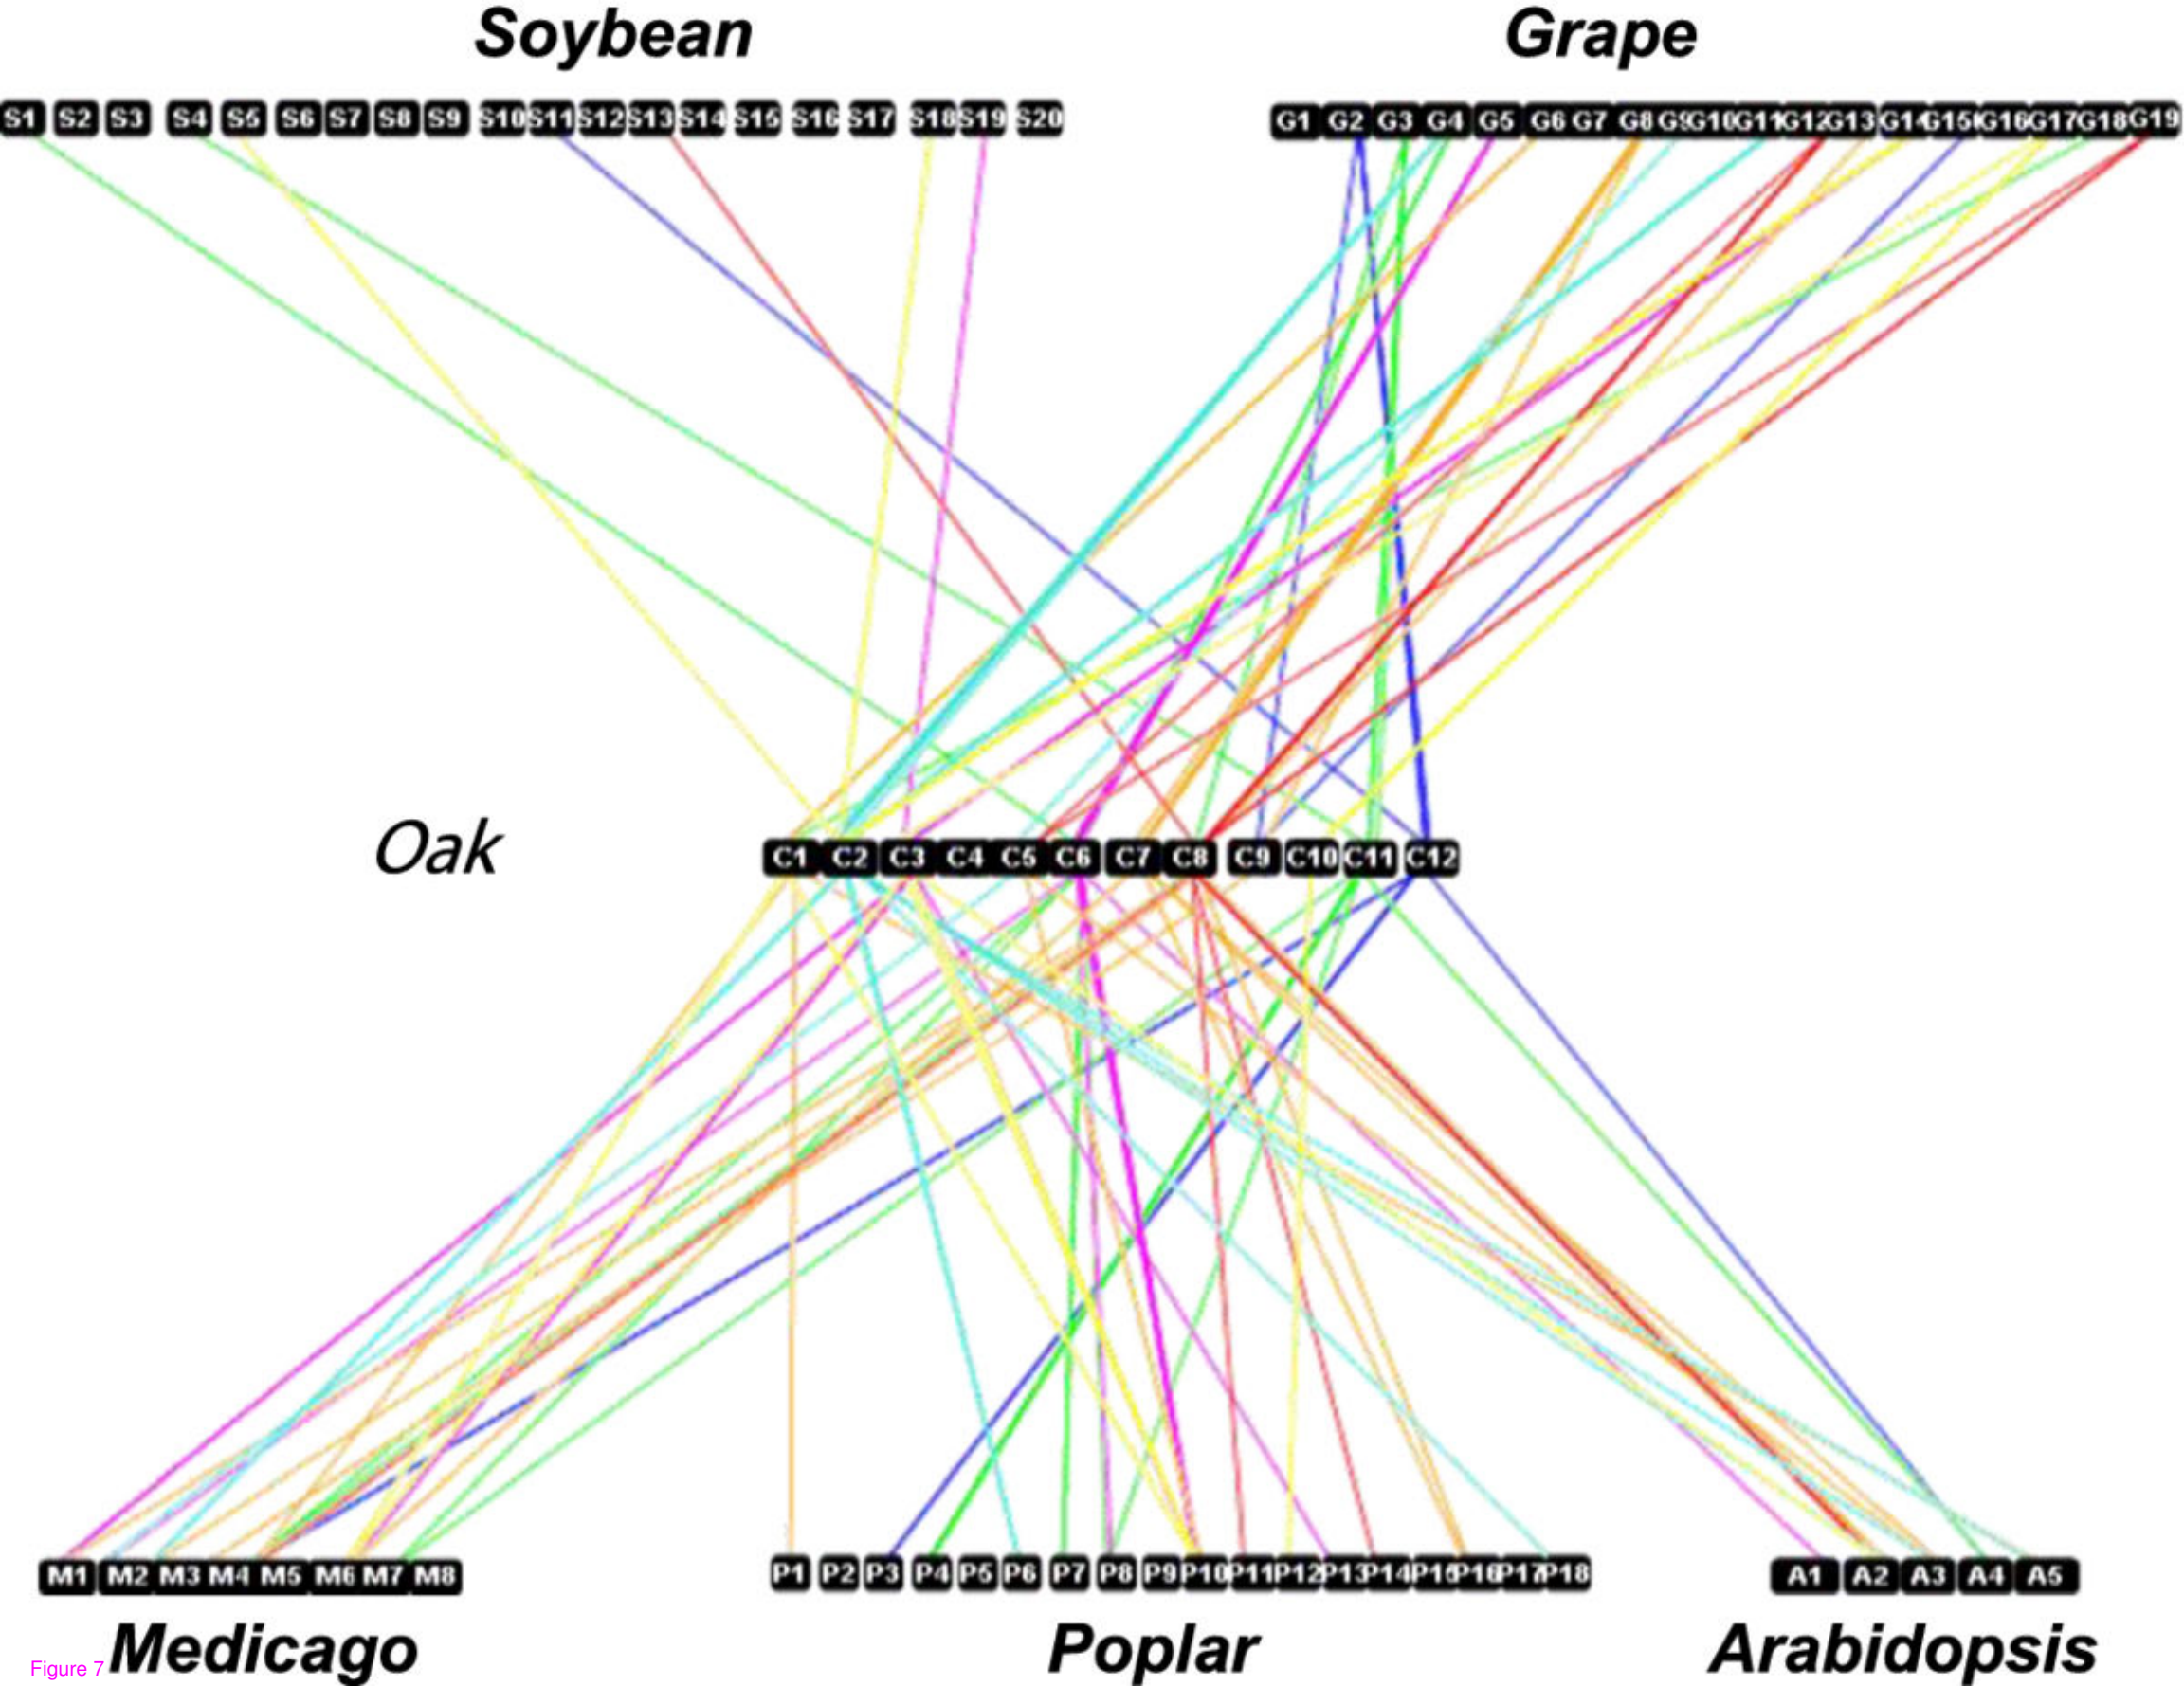 Soybean Grape
S1 S2 S3 S4 S5 S6 S7 S8 S9 S10 S11 S12 S13 S14 S15 S16 S17 S18 S19 S20 G1 G2 G3 G4 G5 G6 G7 G8 G9 G10 G11 G12 G13 G14 G15 G16 G17 G18 G19
Oak C1 C2 C3 C4 C5 C6 C7 C8 C9 C10 C11 C12
M1 M2 M3 M4 M5 M6 M7 M8 P1 P2 P3 P4 P5 P6 P7 P8 P9 P10 P11 P12 P13 P14 P15 P16 P17 P18 A1 A2 A3 A4 A5
Medicago Poplar Arabidopsis
Figure 7